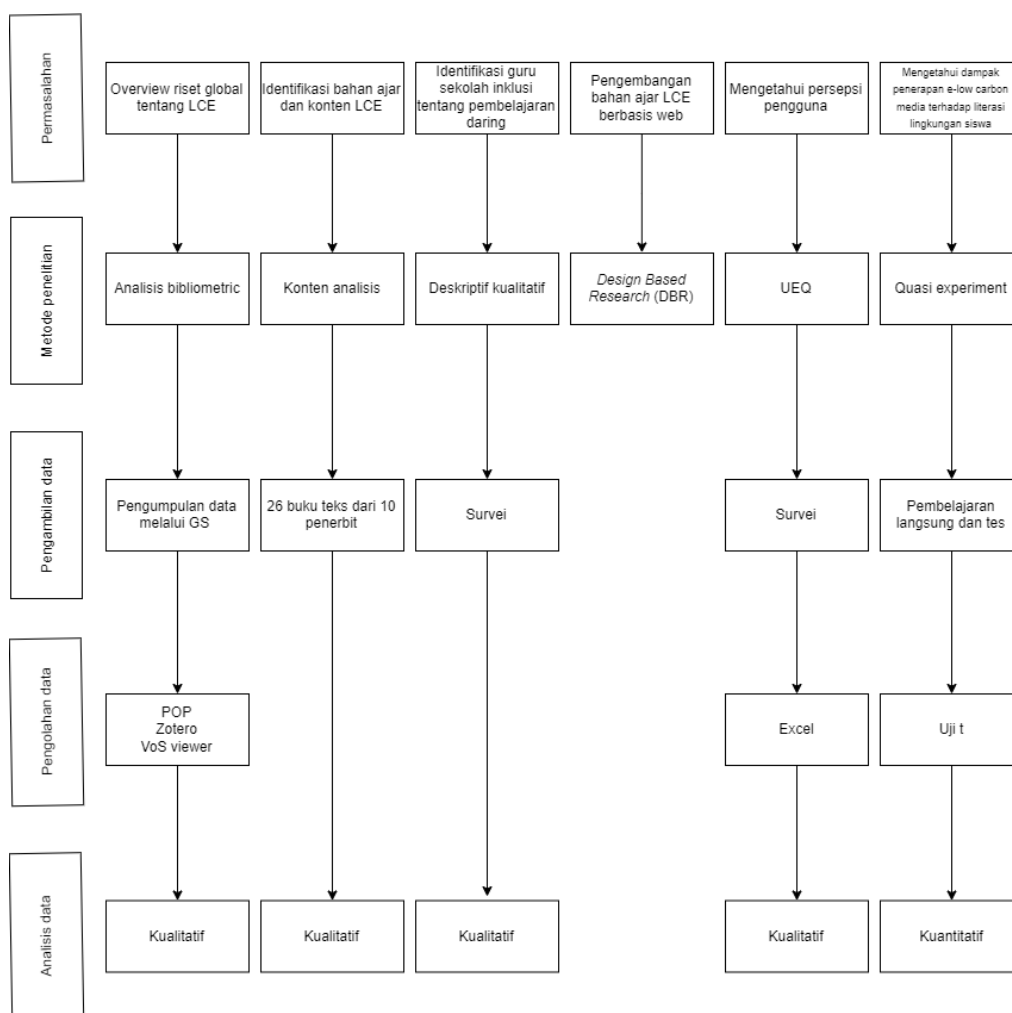 Permasalahan
Overview riset global
tentang LCE
Identifikasi bahan ajar
dan konten LCE
Identifikasi guru
sekolah inklusi
tentang pembelajaran
daring
Pengembangan
bahan ajar LCE
berbasis web
Mengetahui persepsi
pengguna
Mengetahui dampak
penerapan e-low carbon
media terhadap literasi
lingkungan siswa
Metode penelitian
Analisis bibliometric
Konten analisis
Deskriptif kualitatif
Design Based
Research (DBR)
UEQ
Quasi experiment
Pengambilan data
Pengumpulan data
melalui GS
26 buku teks dari 10
penerbit
Survei
Survei
Pembelajaran
langsung dan tes
Pengolahan data
POP
Zotero
VoS viewer
Excel
Uji t
Analisis data
Kualitatif
Kualitatif
Kualitatif
Kualitatif
Kuantitatif